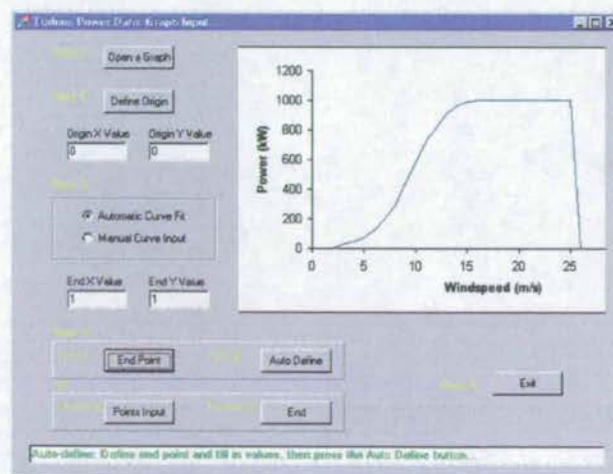 Turbine Power Data: Graph Input
Open a Graph
Define Origin
Origin X Value Origin Y Value
0 0
Automatic Curve Fit
Manual Curve Input
End X Value End Y Value
1 1
End Point
Auto Define
Points Input
End
Exit
Power (kW)
1200
1000
800
600
400
200
0
0 5 10 15 20 25
Windspeed (m/s)
Auto-define: Define end point and fill in values, then press the Auto Define button...